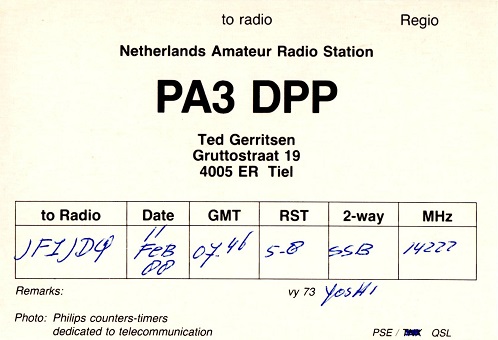 to radio Regio
Netherlands Amateur Radio Station
PA3 DPP
Ted Gerritsen
Gruttostraat 19
4005 ER Tiel
to Radio Date GMT RST 2-way MHz
JF1JDQ 11 FEB 88 07.46 5-8 SSB 14222
Remarks: vy 73 YOSHI
Photo: Philips counters-timers
dedicated to telecommunication PSE / QSL